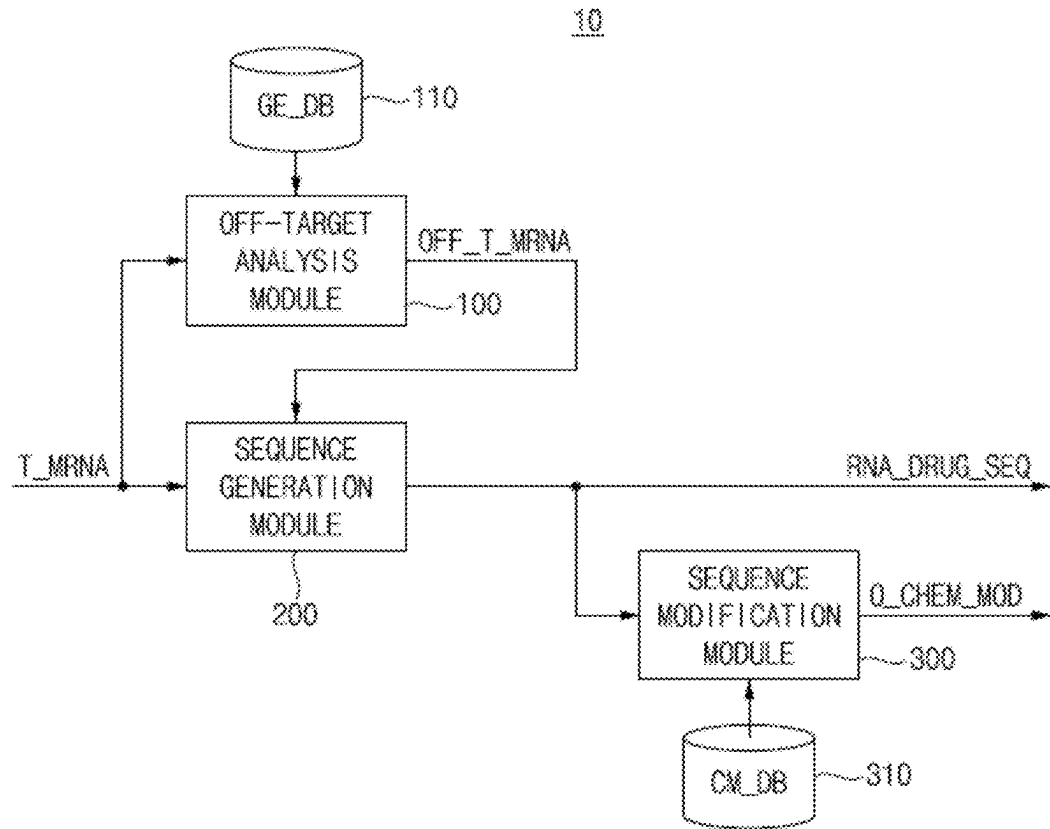 10
GE_DB
110
OFF-TARGET
ANALYSIS
MODULE
OFF_T_MRNA
100
T_MRNA
SEQUENCE
GENERATION
MODULE
200
RNA_DRUG_SEQ
SEQUENCE
MODIFICATION
MODULE
O_CHEM_MOD
300
CM_DB
310